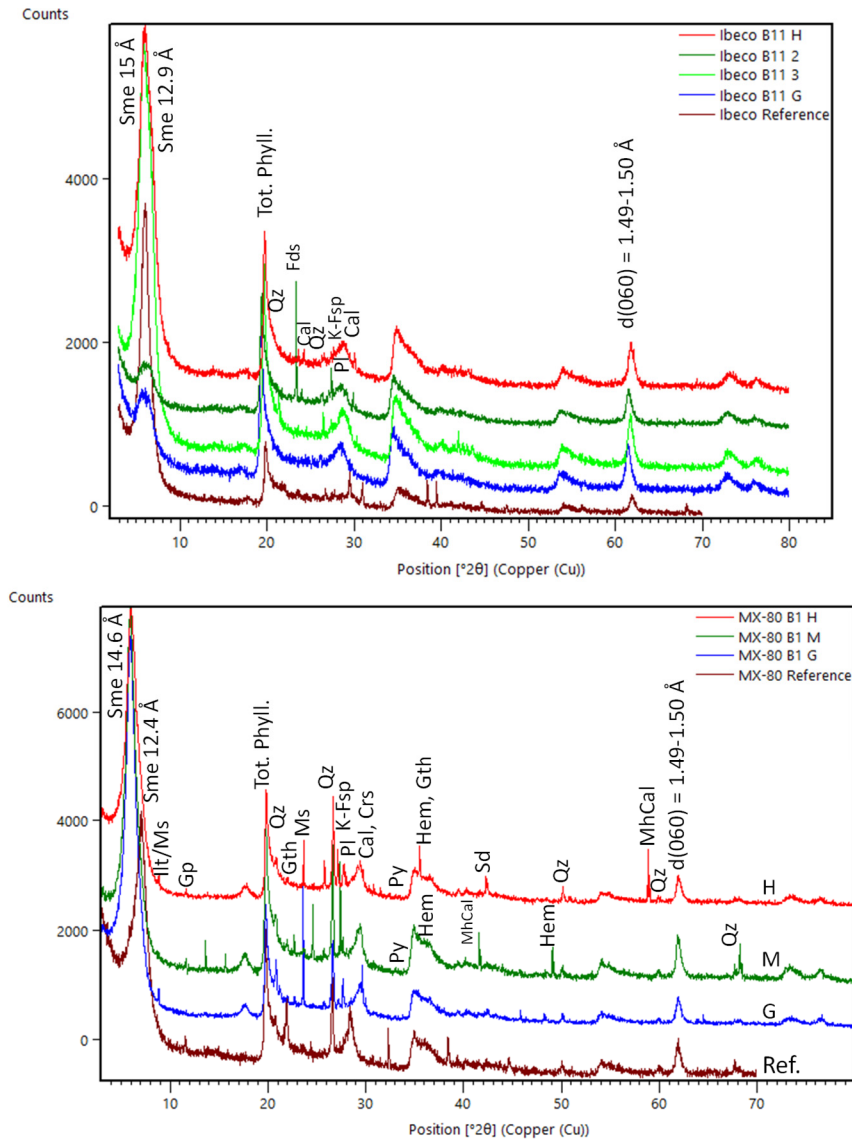 Counts
Sme 15 Å
Sme 12.9 Å
Tot. Phyll.
Qz
Fds
Cal
Qz
Pl
K-Fsp
Cal
d(060) = 1.49-1.50 Å
Ibeco B11 H
Ibeco B11 2
Ibeco B11 3
Ibeco B11 G
Ibeco Reference
4000
2000
0
10 20 30 40 50 60 70 80
Position [°2θ] (Copper (Cu))
Counts
Sme 14.6 Å
Sme 12.4 Å
Ilt/Ms
Gp
Tot. Phyll.
Qz
Gth
Ms
Qz
Pl
K-Fsp
Cal, Crs
Py
Hem, Gth
Py
Hem
MhCal
Sd
Hem
Qz
MhCal
Qz
d(060) = 1.49-1.50 Å
Qz
MX-80 B1 H
MX-80 B1 M
MX-80 B1 G
MX-80 Reference
H
M
G
Ref.
6000
4000
2000
0
10 20 30 40 50 60 70
Position [°2θ] (Copper (Cu))